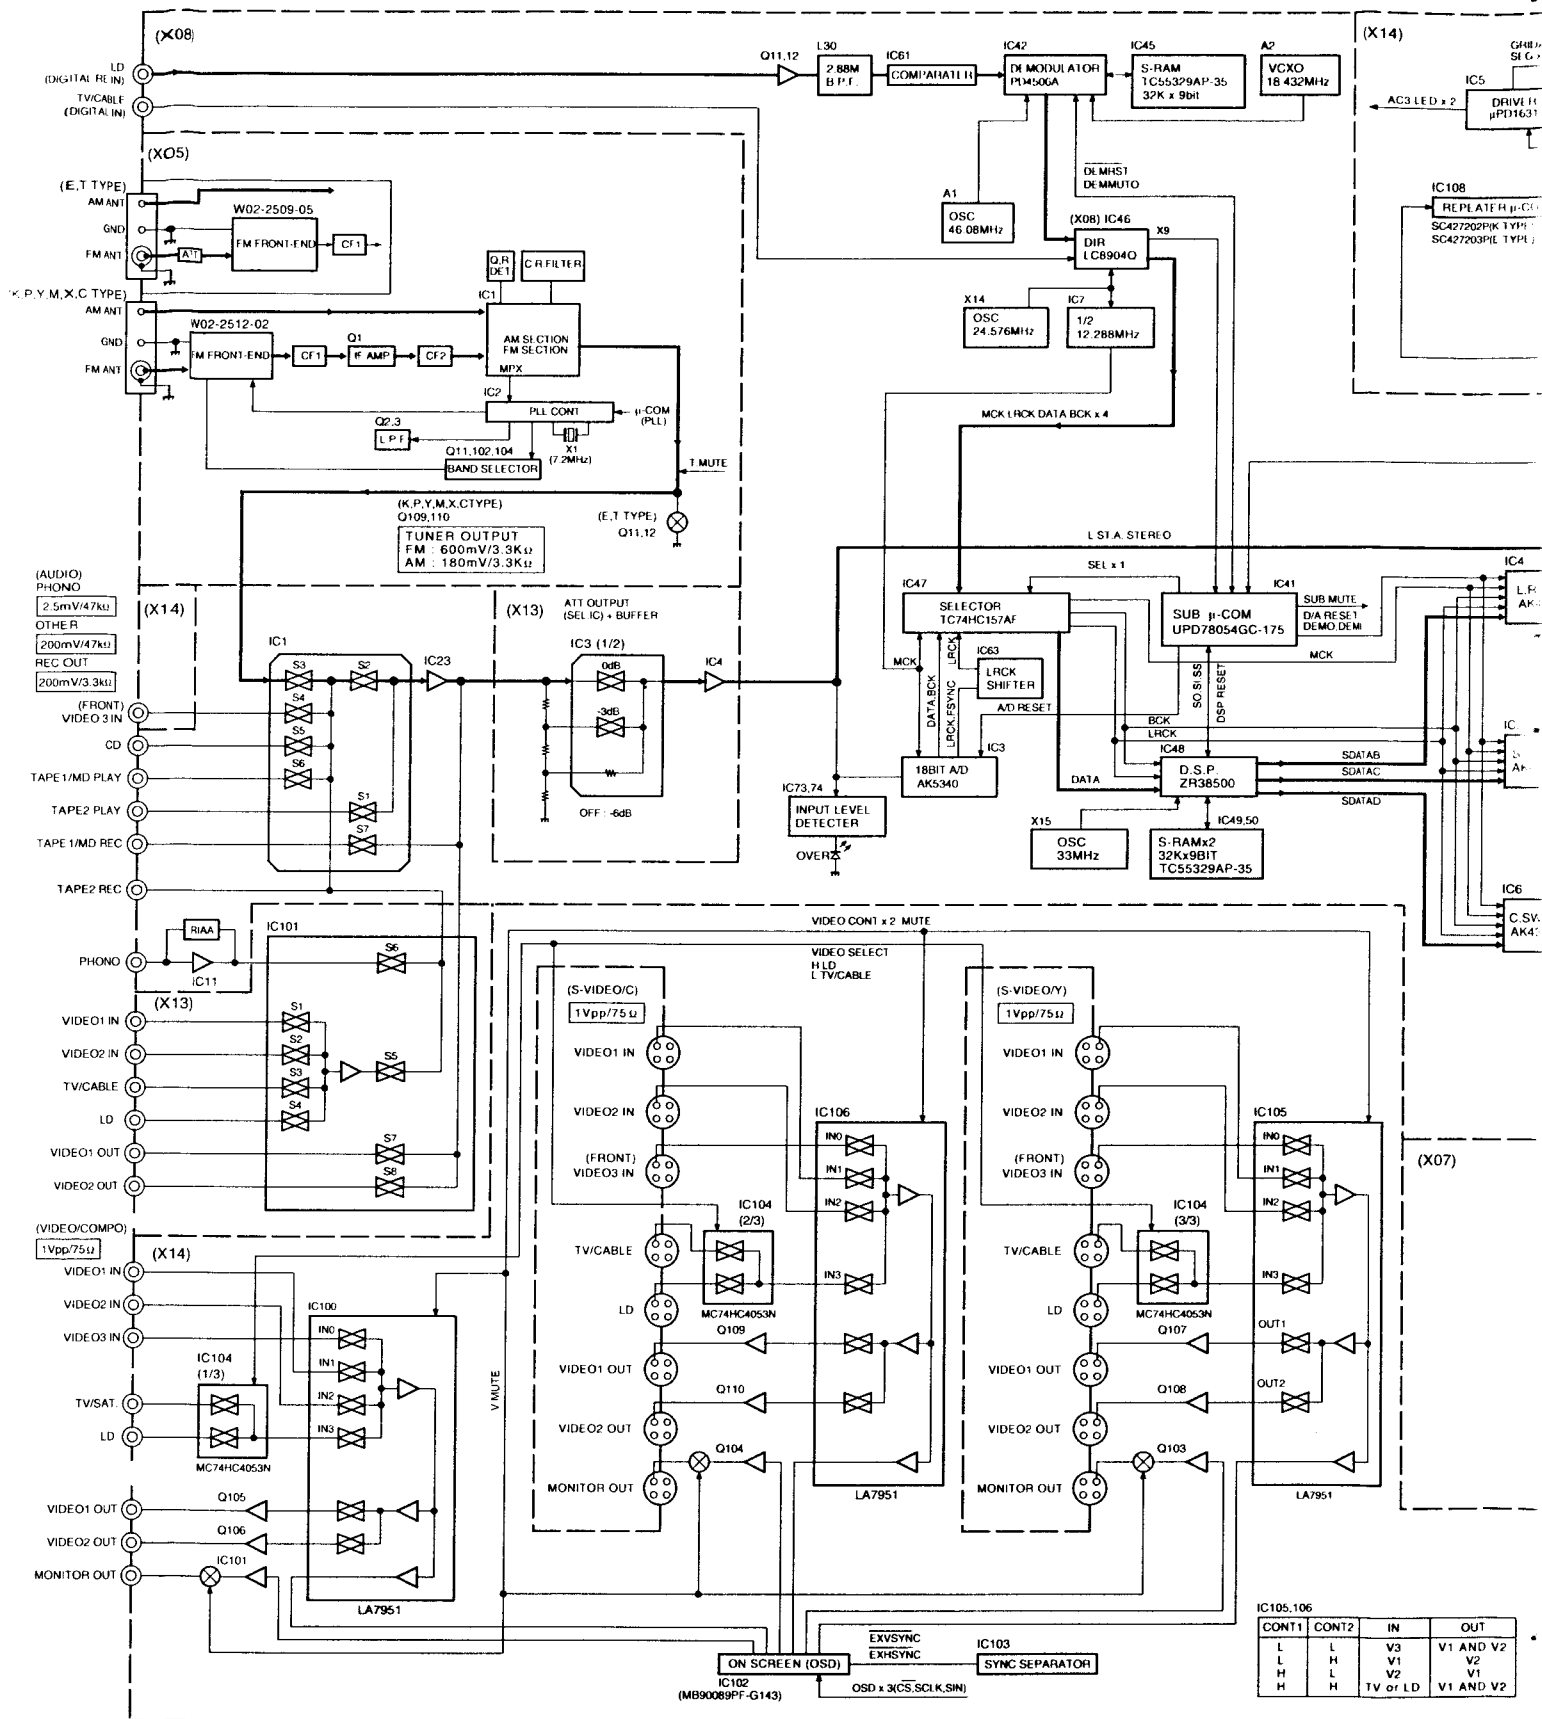 (X08)
LD
(DIGITAL RE IN)
TV/CABLE
(DIGITAL IN)
Q11,12
L30
2.88M
B.P.F.
IC61
COMPARATER
IC42
DEMODULATOR
PD4500A
IC45
S-RAM
TC55329AP-35
32K x 9bit
A2
VCXO
18 432MHz
(X14)
IC5
DRIVER
AC3 LED x 2
IC108
SC427202P(K TYPE)
SC427203P(E TYPE)
DEMRST
DEMMUTO
A1
OSC
46.08MHz
(X08) IC46
DIR
LC8904Q
X9
X14
OSC
24.576MHz
IC7
1/2
12.288MHz
MCK LRCK DATA BCK x 4
(X05)
(E,T TYPE)
AM ANT
GND
FM ANT
ATT
W02-2509-05
FM FRONT-END
CF1
(K,P,Y,M,X,C TYPE)
AM ANT
GND
FM ANT
W02-2512-02
FM FRONT-END
CF1
Q1
IF AMP
CF2
Q,R
DET
C.R.FILTER
IC1
AM SECTION
FM SECTION
MPX
IC2
PLL CONT
μ-COM
(PLL)
Q2,3
L P F
X1
(7.2MHz)
Q11,102,104
BAND SELECTOR
T.MUTE
(K,P,Y,M,X,CTYPE)
Q109,110
(E,T TYPE)
Q11,12
TUNER OUTPUT
FM : 600mV/3.3KΩ
AM : 180mV/3.3KΩ
L ST.A. STEREO
(AUDIO)
PHONO
2.5mV/47kΩ
OTHER
200mV/47kΩ
REC OUT
200mV/3.3kΩ
(X14)
(X13)
ATT OUTPUT
(SEL.IC) + BUFFER
IC1
S3
S2
S4
S5
S6
S1
S7
IC23
IC3 (1/2)
0dB
-3dB
OFF : -6dB
IC4
(FRONT)
VIDEO 3 IN
CD
TAPE 1/MD PLAY
TAPE2 PLAY
TAPE 1/MD REC
TAPE2 REC
SEL x 1
IC47
SELECTOR
TC74HC157AF
IC41
SUB μ-COM
UPD78054GC-175
SUB MUTE
D/A RESET
DEMO,DEMI
MCK
MCK
DATA,BCK
LRCK,FSYNC
LRCK
IC63
LRCK
SHIFTER
A/D RESET
SO,SI,SS
DSP RESET
BCK
LRCK
IC3
18BIT A/D
AK5340
IC73,74
INPUT LEVEL
DETECTER
OVER
DATA
IC48
D.S.P.
ZR38500
SDATAB
SDATAC
SDATAD
X15
OSC
33MHz
IC49,50
S-RAMx2
32Kx9BIT
TC55329AP-35
IC4
IC6
PHONO
RIAA
IC11
(X13)
IC101
S6
S1
S2
S3
S4
S5
S7
S8
VIDEO1 IN
VIDEO2 IN
TV/CABLE
LD
VIDEO1 OUT
VIDEO2 OUT
VIDEO CONT x 2 MUTE
VIDEO SELECT
H LD
L TV/CABLE
(S-VIDEO/C)
1Vpp/75Ω
VIDEO1 IN
VIDEO2 IN
(FRONT)
VIDEO3 IN
TV/CABLE
LD
VIDEO1 OUT
VIDEO2 OUT
MONITOR OUT
IC104
(2/3)
MC74HC4053N
Q109
Q110
Q104
IC106
IN0
IN1
IN2
IN3
LA7951
(S-VIDEO/Y)
1Vpp/75Ω
VIDEO1 IN
VIDEO2 IN
(FRONT)
VIDEO3 IN
TV/CABLE
LD
VIDEO1 OUT
VIDEO2 OUT
MONITOR OUT
IC104
(3/3)
MC74HC4053N
Q107
Q108
Q103
IC105
IN0
IN1
IN2
IN3
OUT1
OUT2
LA7951
(X07)
(VIDEO/COMPO)
1Vpp/75Ω
(X14)
VIDEO1 IN
VIDEO2 IN
VIDEO3 IN
TV/SAT.
LD
VIDEO1 OUT
VIDEO2 OUT
MONITOR OUT
IC104
(1/3)
MC74HC4053N
Q105
Q106
IC101
IC100
IN0
IN1
IN2
IN3
LA7951
V.MUTE
ON SCREEN (OSD)
IC102
(MB90089PF-G143)
EXVSYNC
EXHSYNC
IC103
SYNC SEPARATOR
OSD x 3(CS,SCLK,SIN)
IC105,106
CONT1 CONT2 IN OUT
L L V3 V1 AND V2
L H V1 V2
H L V2 V1
H H TV or LD V1 AND V2